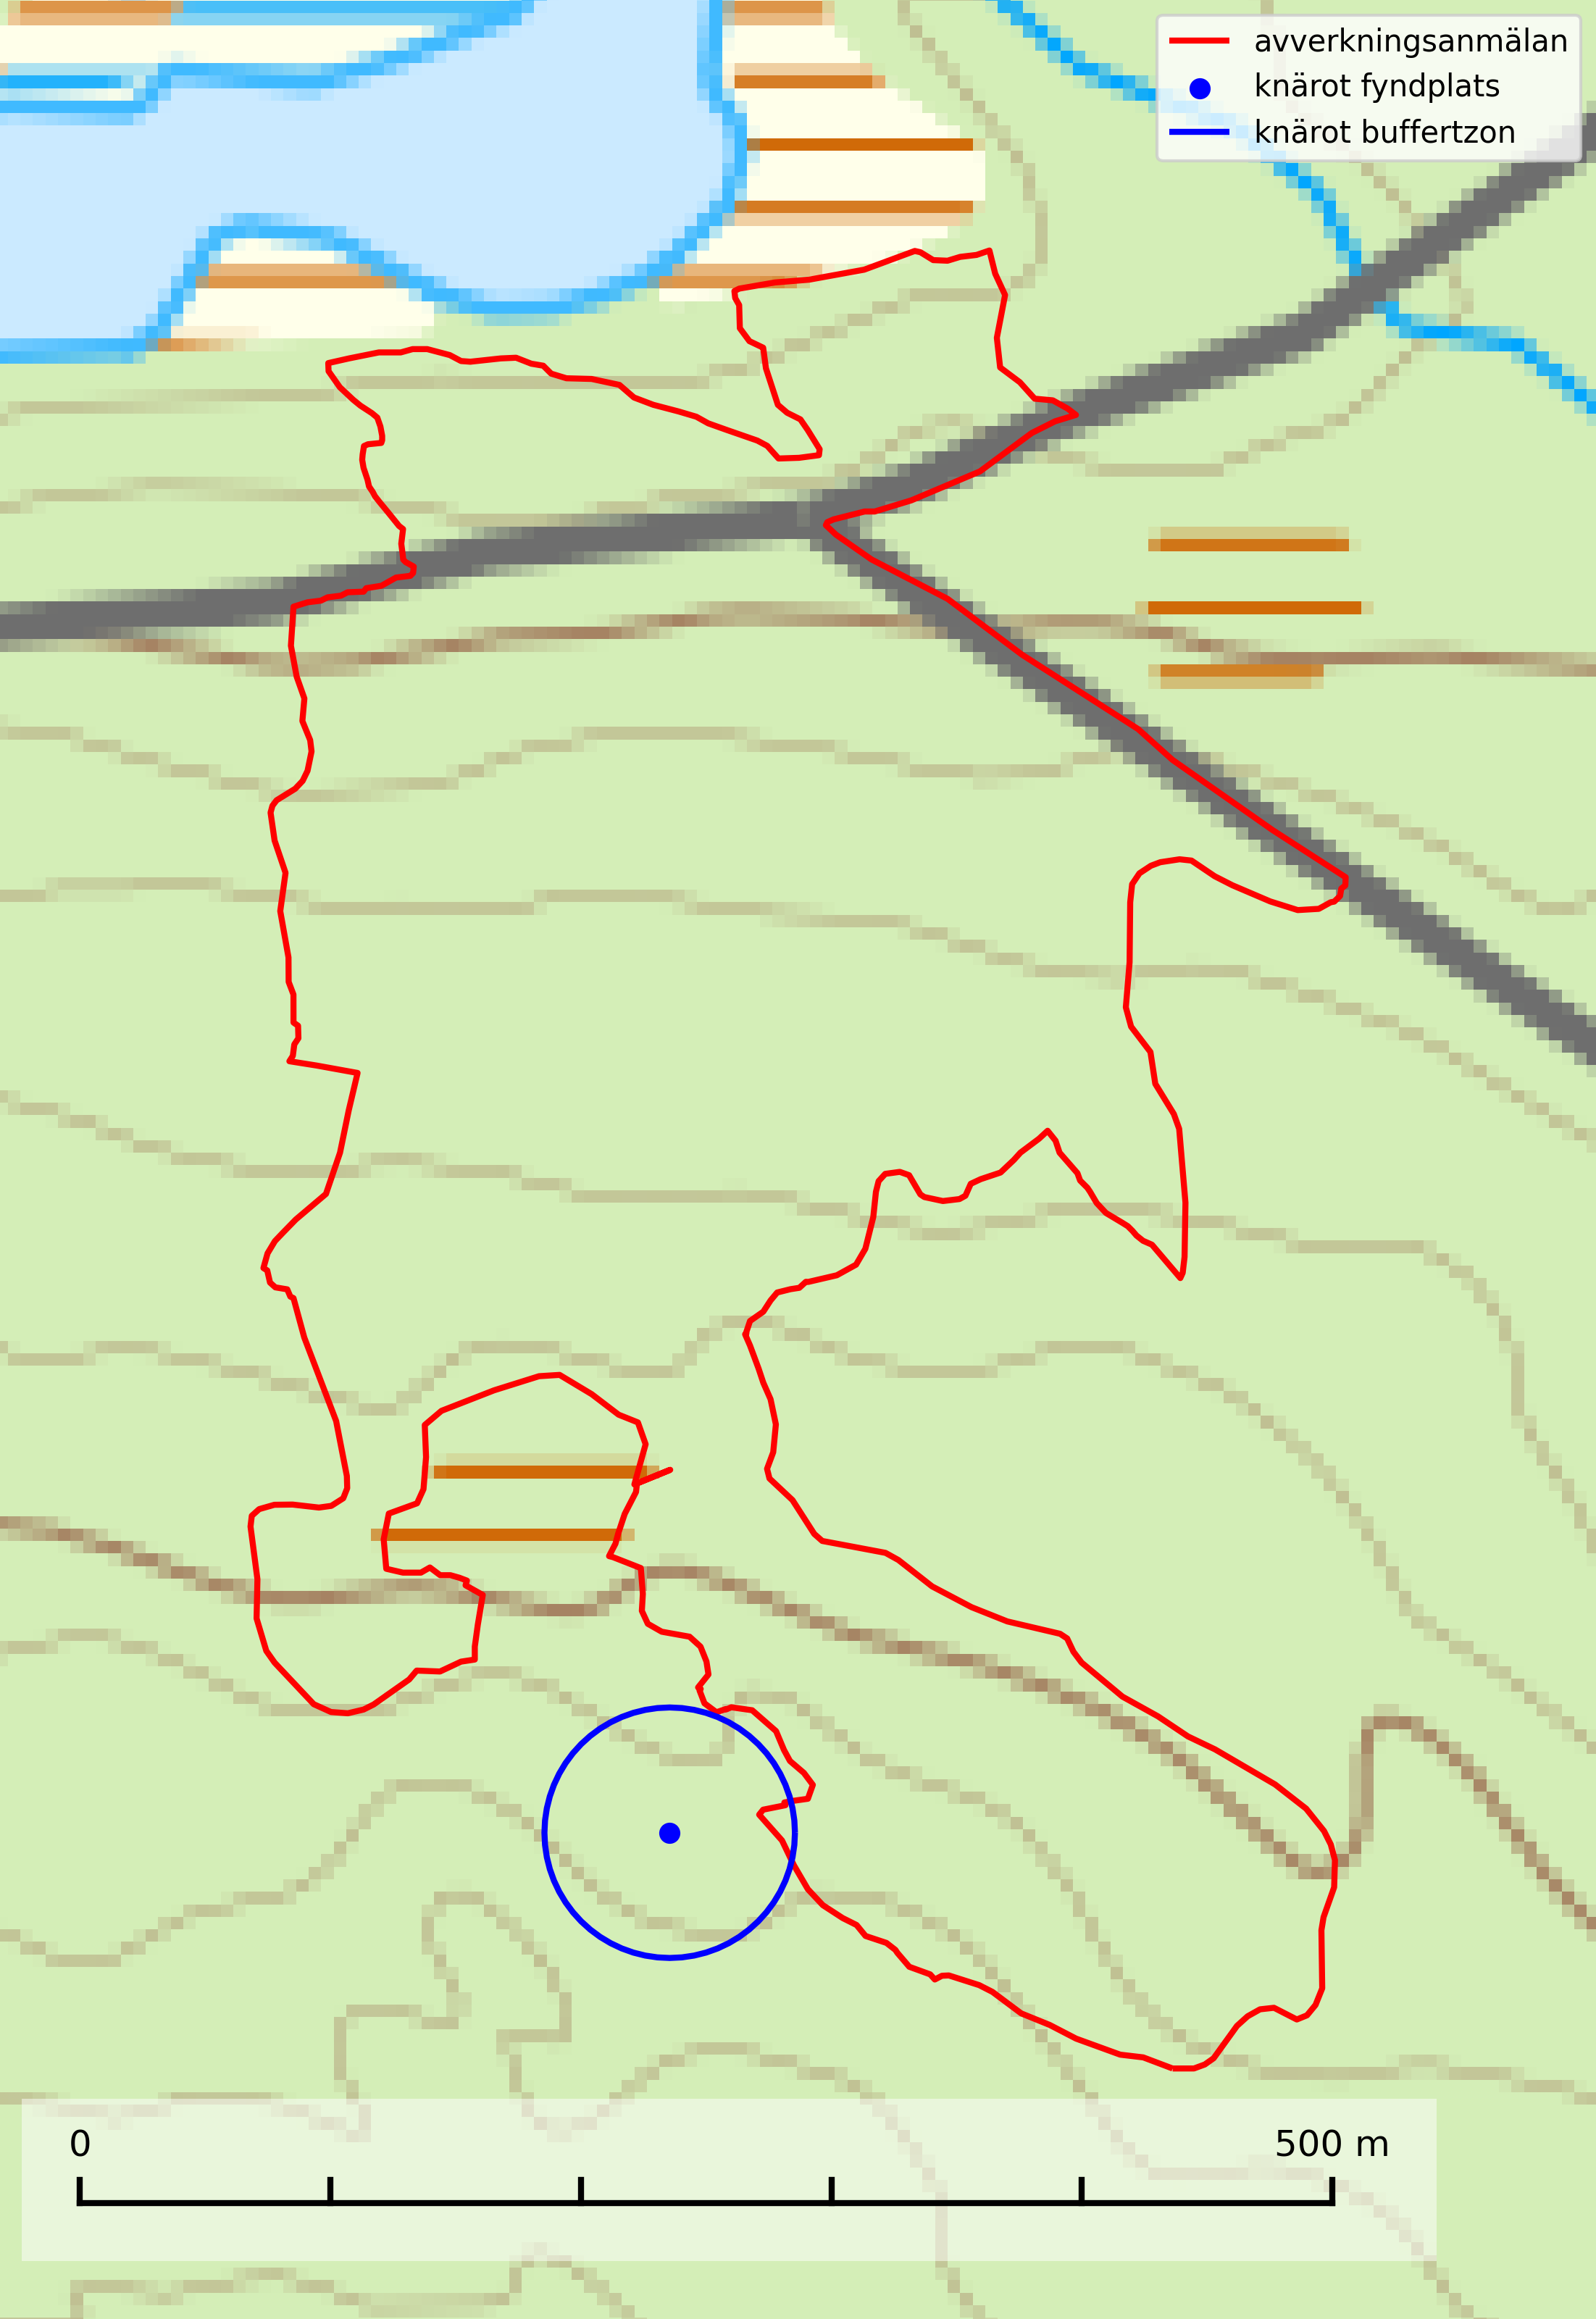 avverkningsanmälan
knärot fyndplats
knärot buffertzon
0 500 m